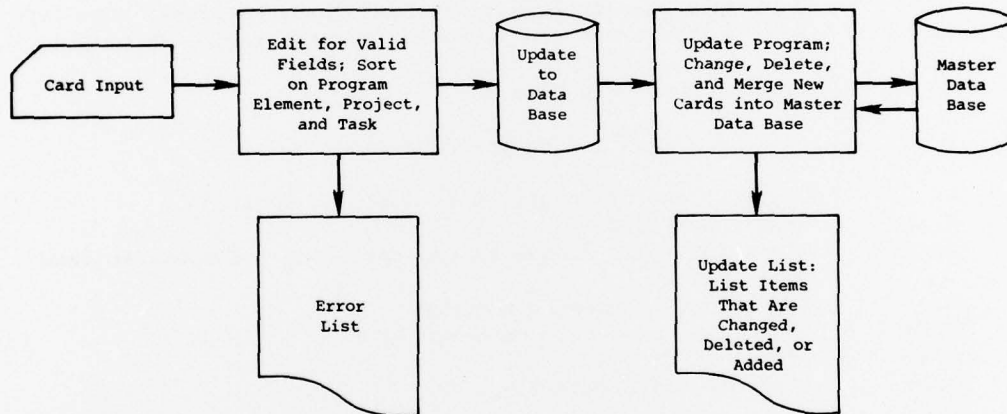 Card Input
Edit for Valid
Fields; Sort
on Program
Element, Project,
and Task
Update
to
Data
Base
Update Program;
Change, Delete,
and Merge New
Cards into Master
Data Base
Master
Data
Base
Error
List
Update List:
List Items
That Are
Changed,
Deleted, or
Added